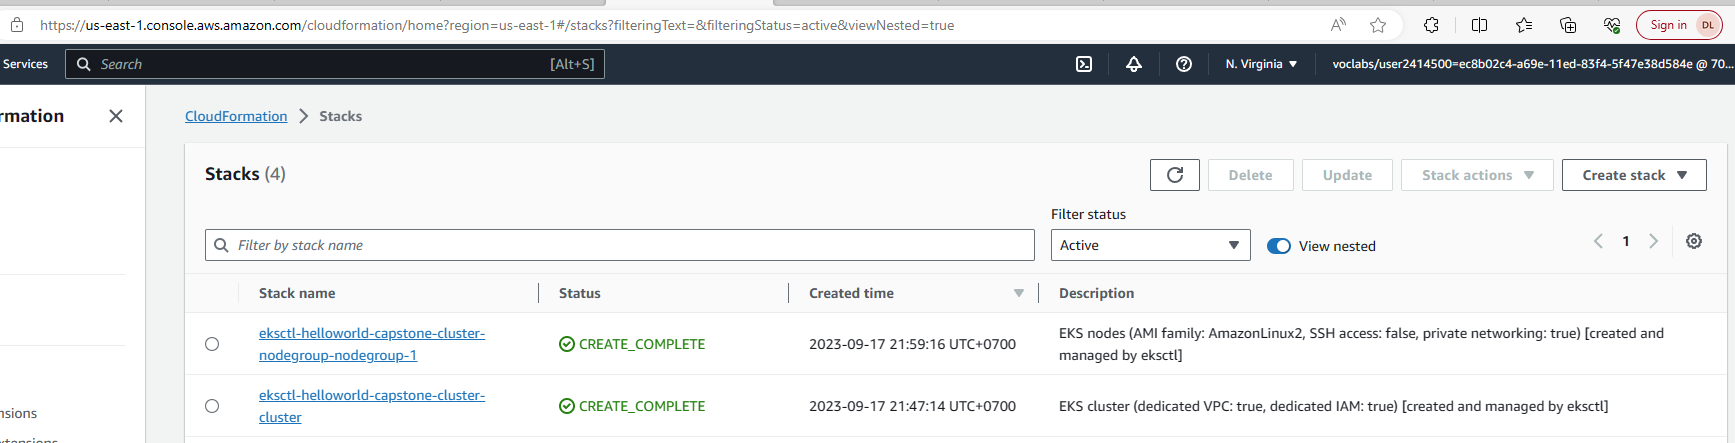 https://us-east-1.console.aws.amazon.com/cloudformation/home?region=us-east-1#/stacks?filteringText=&filteringStatus=active&viewNested=true
Sign in
DL
Services
Search
[Alt+S]
N. Virginia
voclabs/user2414500=ec8b02c4-a69e-11ed-83f4-5f47e38d584e @ 70...
rmation
CloudFormation
Stacks
Stacks (4)
Delete
Update
Stack actions
Create stack
Filter status
Filter by stack name
Active
View nested
1
Stack name
Status
Created time
Description
eksctl-helloworld-capstone-cluster-
nodegroup-nodegroup-1
CREATE_COMPLETE
2023-09-17 21:59:16 UTC+0700
EKS nodes (AMI family: AmazonLinux2, SSH access: false, private networking: true) [created and
managed by eksctl]
eksctl-helloworld-capstone-cluster-
cluster
CREATE_COMPLETE
2023-09-17 21:47:14 UTC+0700
EKS cluster (dedicated VPC: true, dedicated IAM: true) [created and managed by eksctl]
nsions